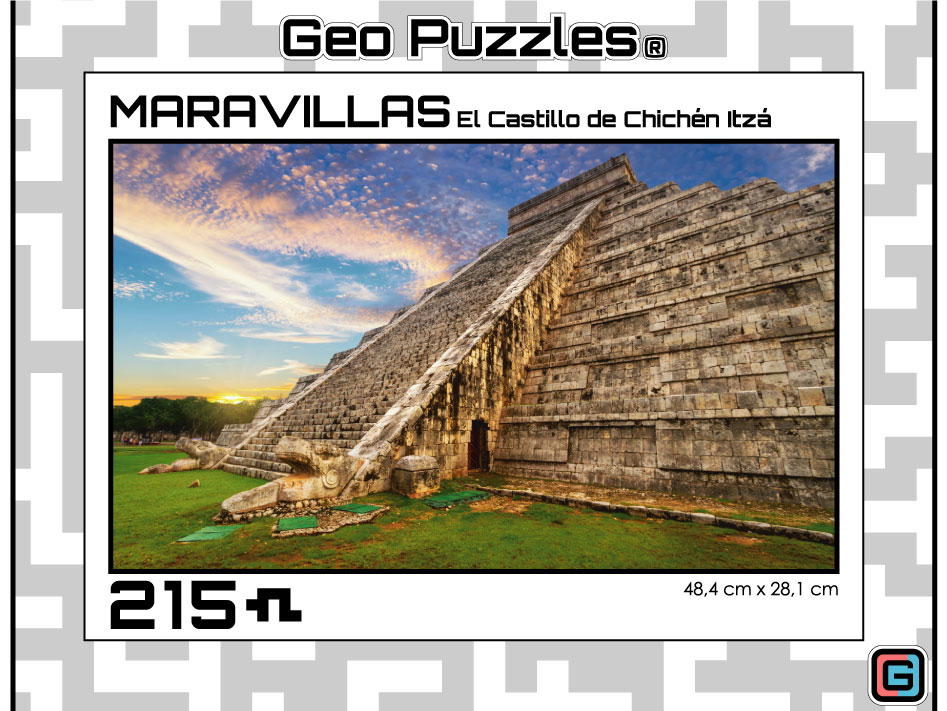 Geo Puzzles®
MARAVILLAS El Castillo de Chichén Itzá
215
48,4 cm x 28,1 cm
G